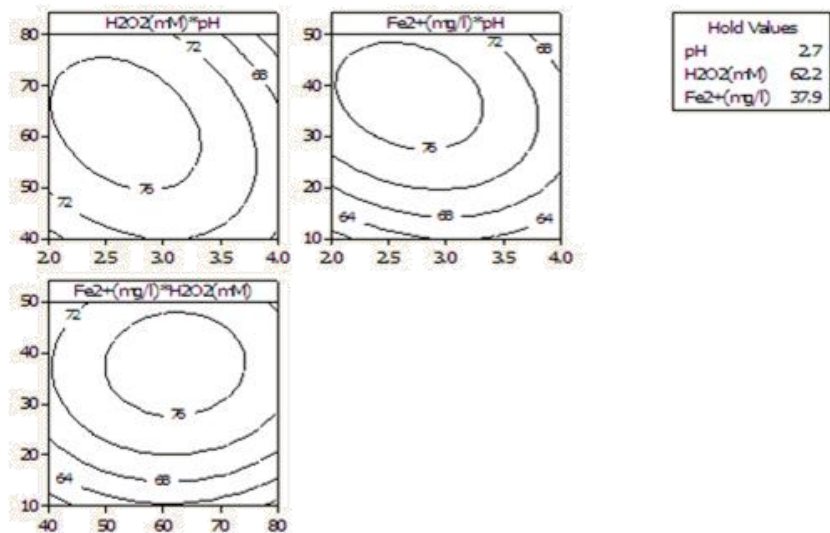 H2O2(mM)*pH
80
70
60
50
40
72
68
76
72
2.0 2.5 3.0 3.5 4.0
Fe2+(mg/l)*pH
50
40
30
20
10
72
68
76
64
68
64
2.0 2.5 3.0 3.5 4.0
Hold Values
pH 2.7
H2O2(mM) 62.2
Fe2+(mg/l) 37.9
Fe2+(mg/l)*H2O2(mM)
50
40
30
20
10
72
76
64
68
40 50 60 70 80